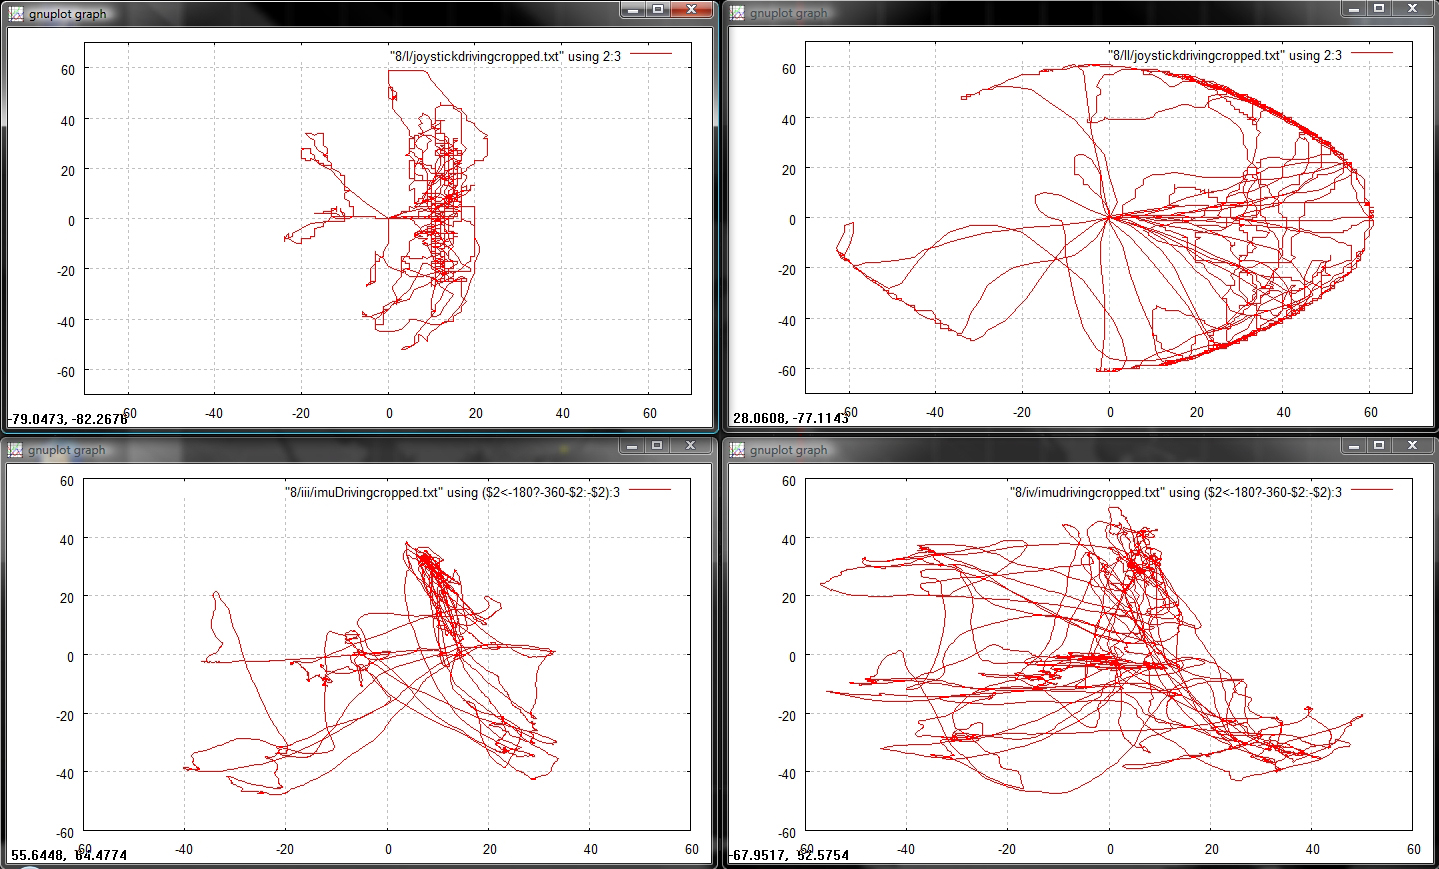 gnuplot graph
"8/I/joystickdrivingcropped.txt" using 2:3
60
40
20
0
-20
-40
-60
-40 -20 0 20 40 60
-79.0473, -82.2676
gnuplot graph
"8/II/joystickdrivingcropped.txt" using 2:3
60
40
20
0
-20
-40
-60
-40 -20 0 20 40 60
28.0608, -77.1143
gnuplot graph
"8/iii/imuDrivingcropped.txt" using ($2<-180?-360-$2:-$2):3
60
40
20
0
-20
-40
-60
-40 -20 0 20 40 60
55.6448, 64.4774
gnuplot graph
"8/iv/imudrivingcropped.txt" using ($2<-180?-360-$2:-$2):3
60
40
20
0
-20
-40
-60
-40 -20 0 20 40 60
-67.9517, 52.5754